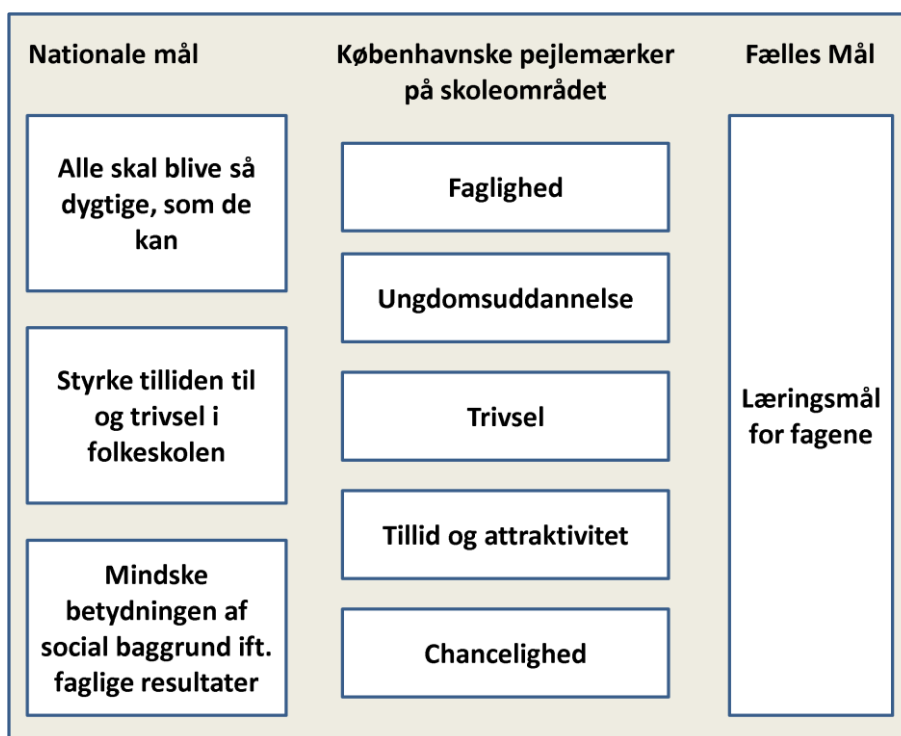 Nationale mål
Alle skal blive så
dygtige, som de
kan
Styrke tilliden til
og trivsel i
folkeskolen
Mindske
betydningen af
social baggrund ift.
faglige resultater
Københavnske pejlemærker
på skoleområdet
Faglighed
Ungdomsuddannelse
Trivsel
Tillid og attraktivitet
Chancelighed
Fælles Mål
Læringsmål
for fagene